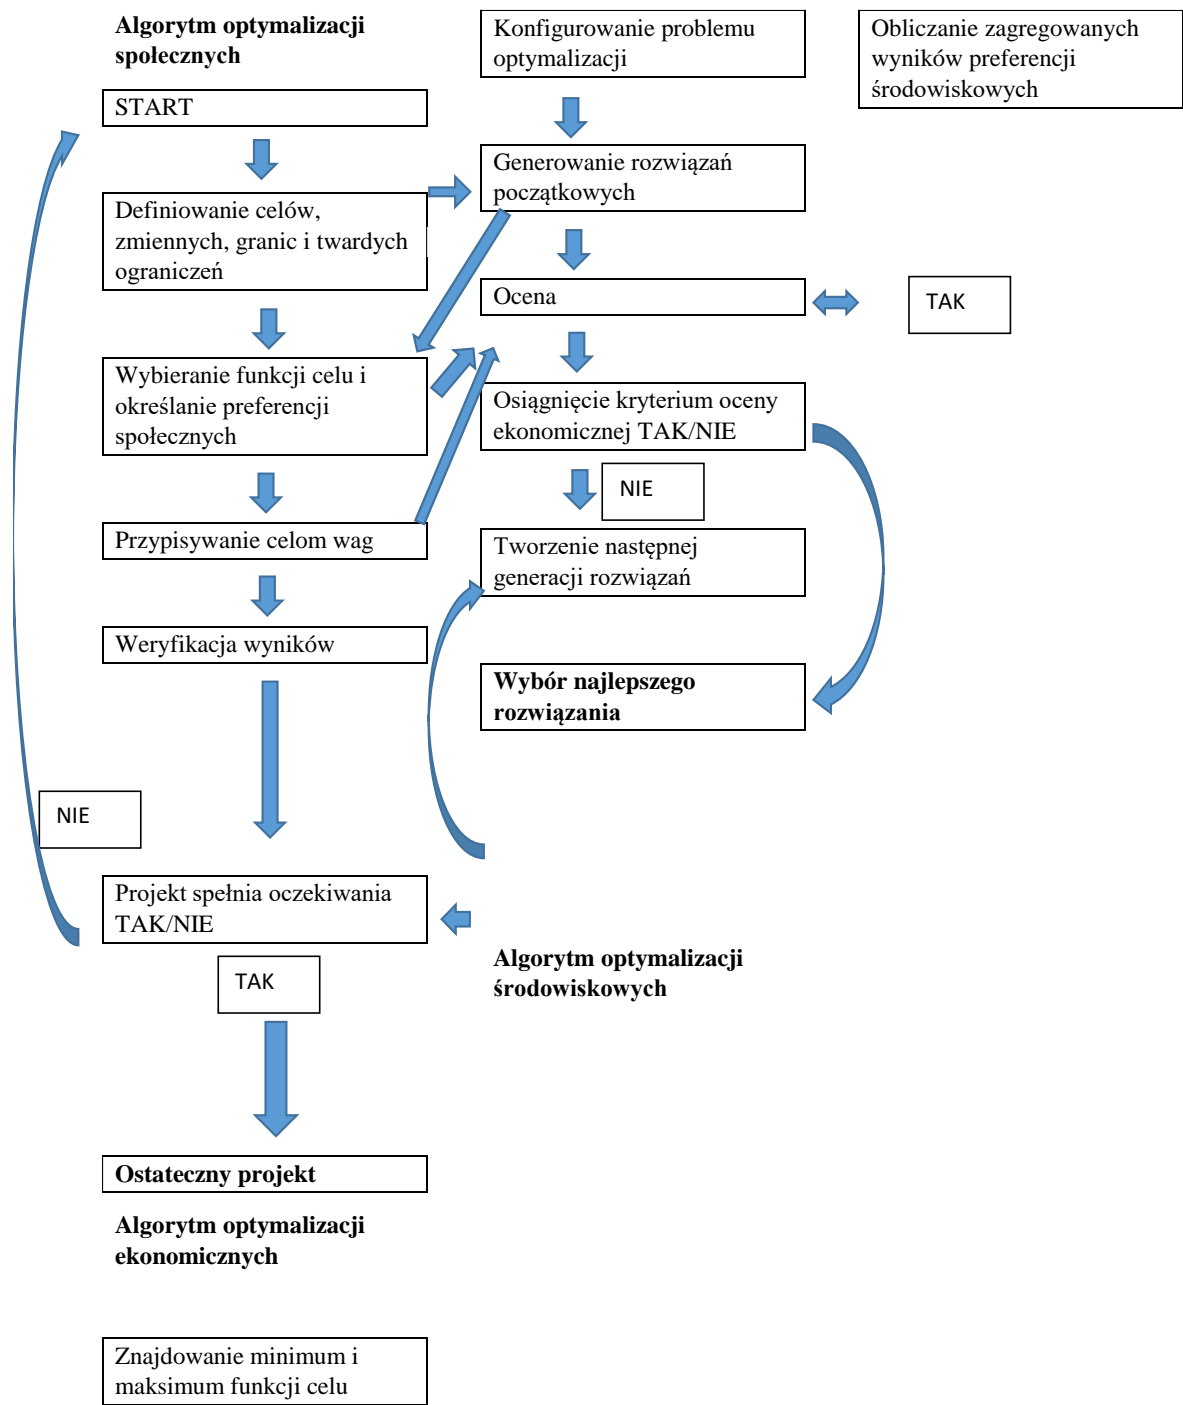 Algorytm optymalizacji
społecznych
START
Definiowanie celów,
zmiennych, granic i twardych
ograniczeń
Wybieranie funkcji celu i
określanie preferencji
społecznych
Przypisywanie celom wag
Weryfikacja wyników
NIE
Projekt spełnia oczekiwania
TAK/NIE
TAK
Ostateczny projekt
Algorytm optymalizacji
ekonomicznych
Znajdowanie minimum i
maksimum funkcji celu
Konfigurowanie problemu
optymalizacji
Generowanie rozwiązań
początkowych
Ocena
Osiągnięcie kryterium oceny
ekonomicznej TAK/NIE
NIE
Tworzenie następnej
generacji rozwiązań
Wybór najlepszego
rozwiązania
Algorytm optymalizacji
środowiskowych
Obliczanie zagregowanych
wyników preferencji
środowiskowych
TAK